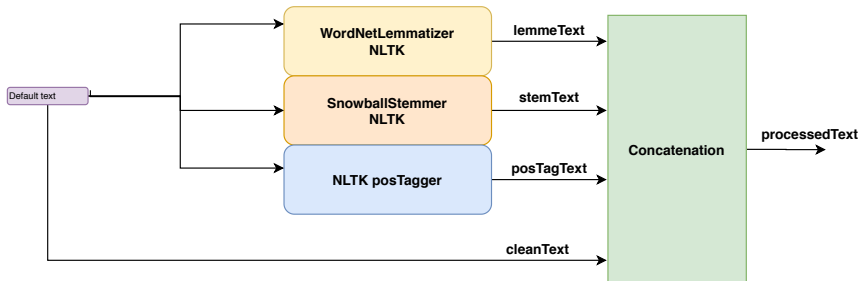 WordNetLemmatizer
NLTK
lemmeText
Default text
SnowballStemmer
NLTK
stemText
processedText
Concatenation
NLTK posTagger
posTagText
cleanText